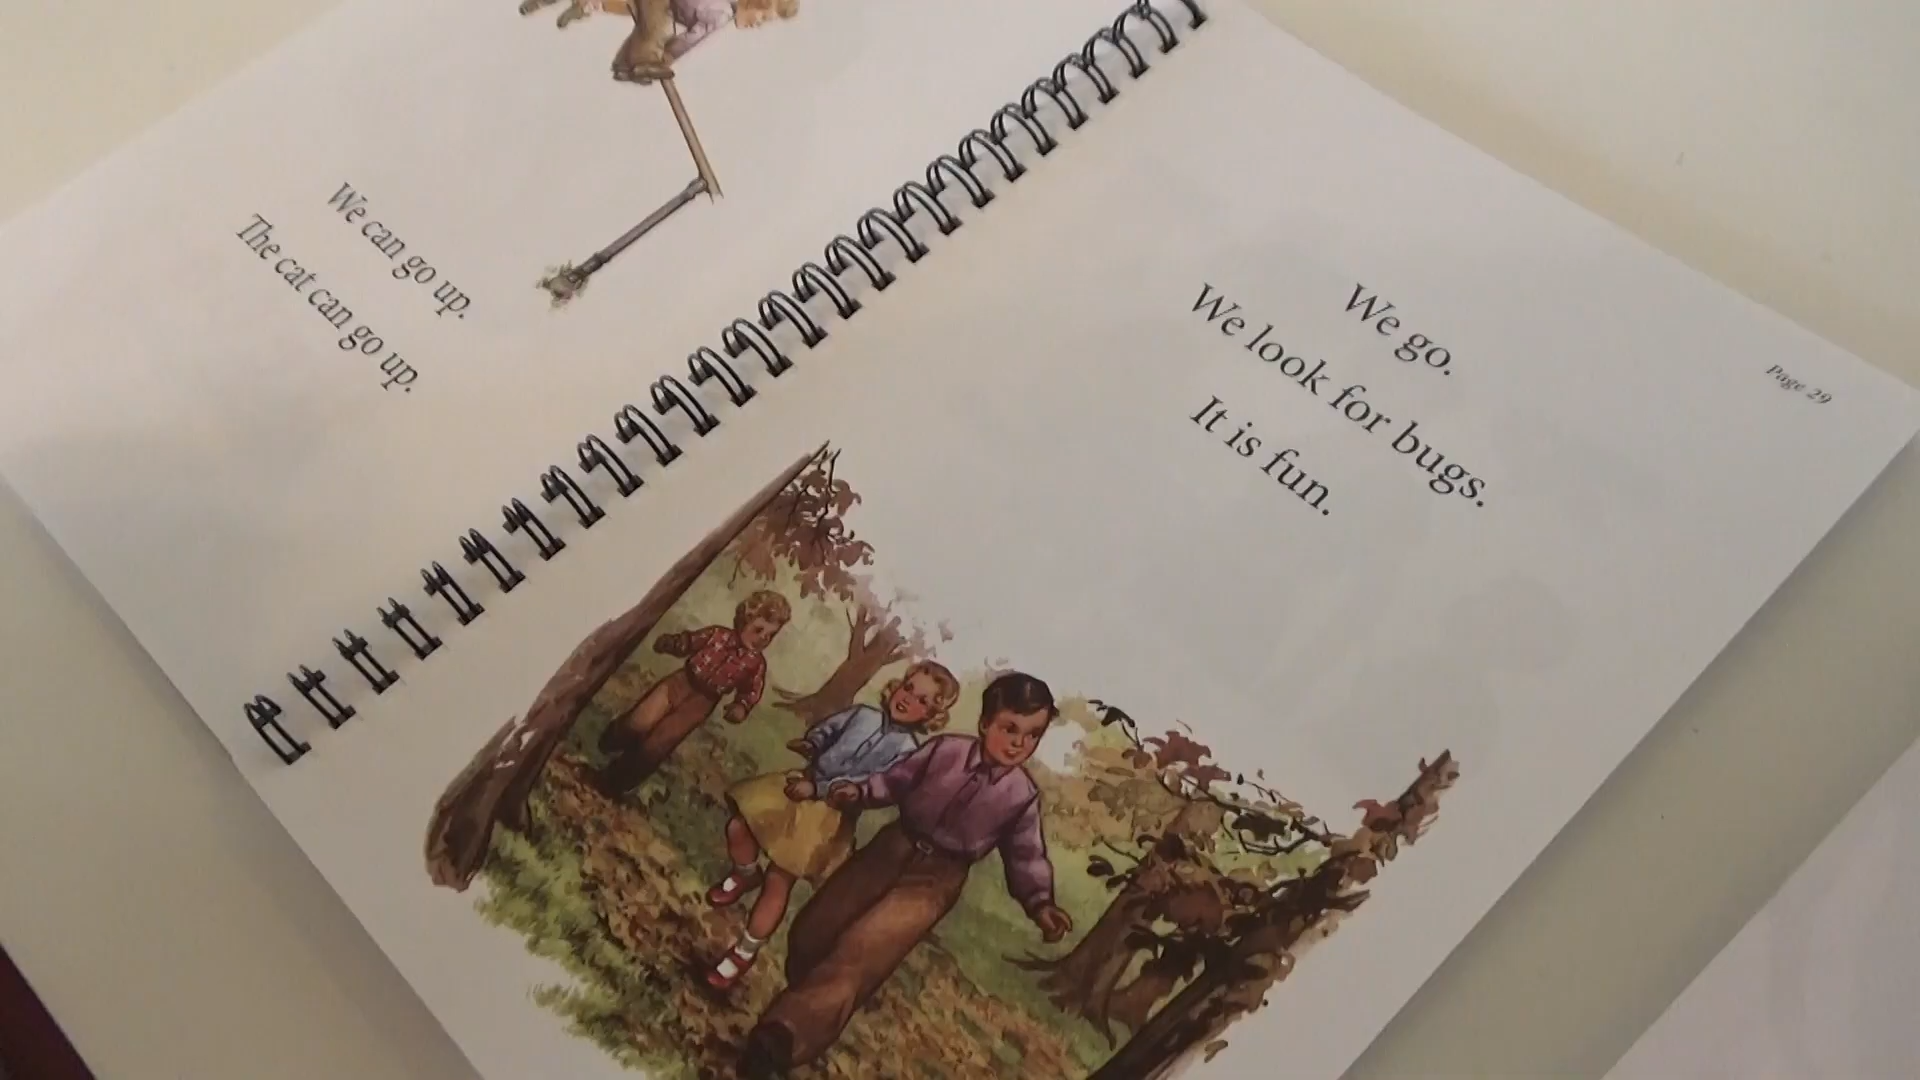 We can go up.
The cat can go up.
Page 29
We go.
We look for bugs.
It is fun.